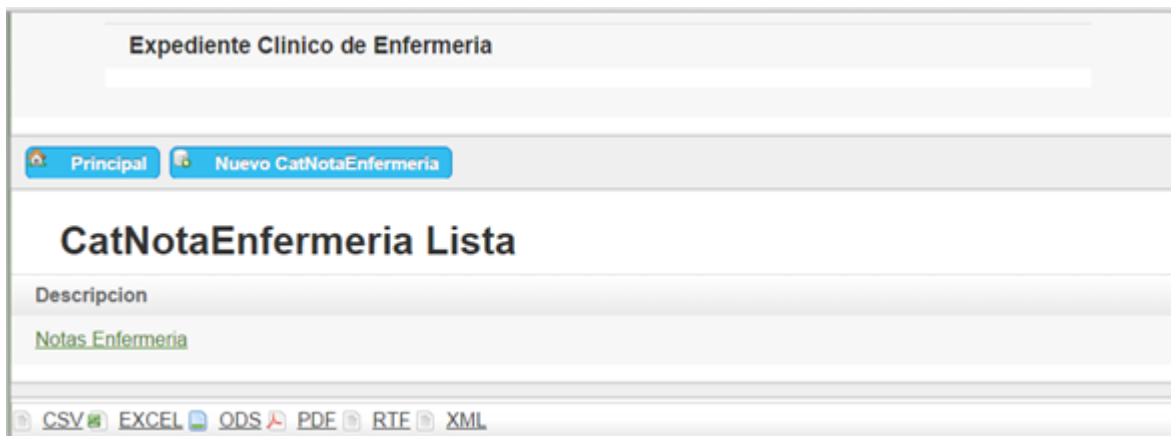 Expediente Clinico de Enfermeria
Principal Nuevo CatNotaEnfermeria
CatNotaEnfermeria Lista
Descripcion
Notas Enfermeria
CSV EXCEL ODS PDF RTF XML